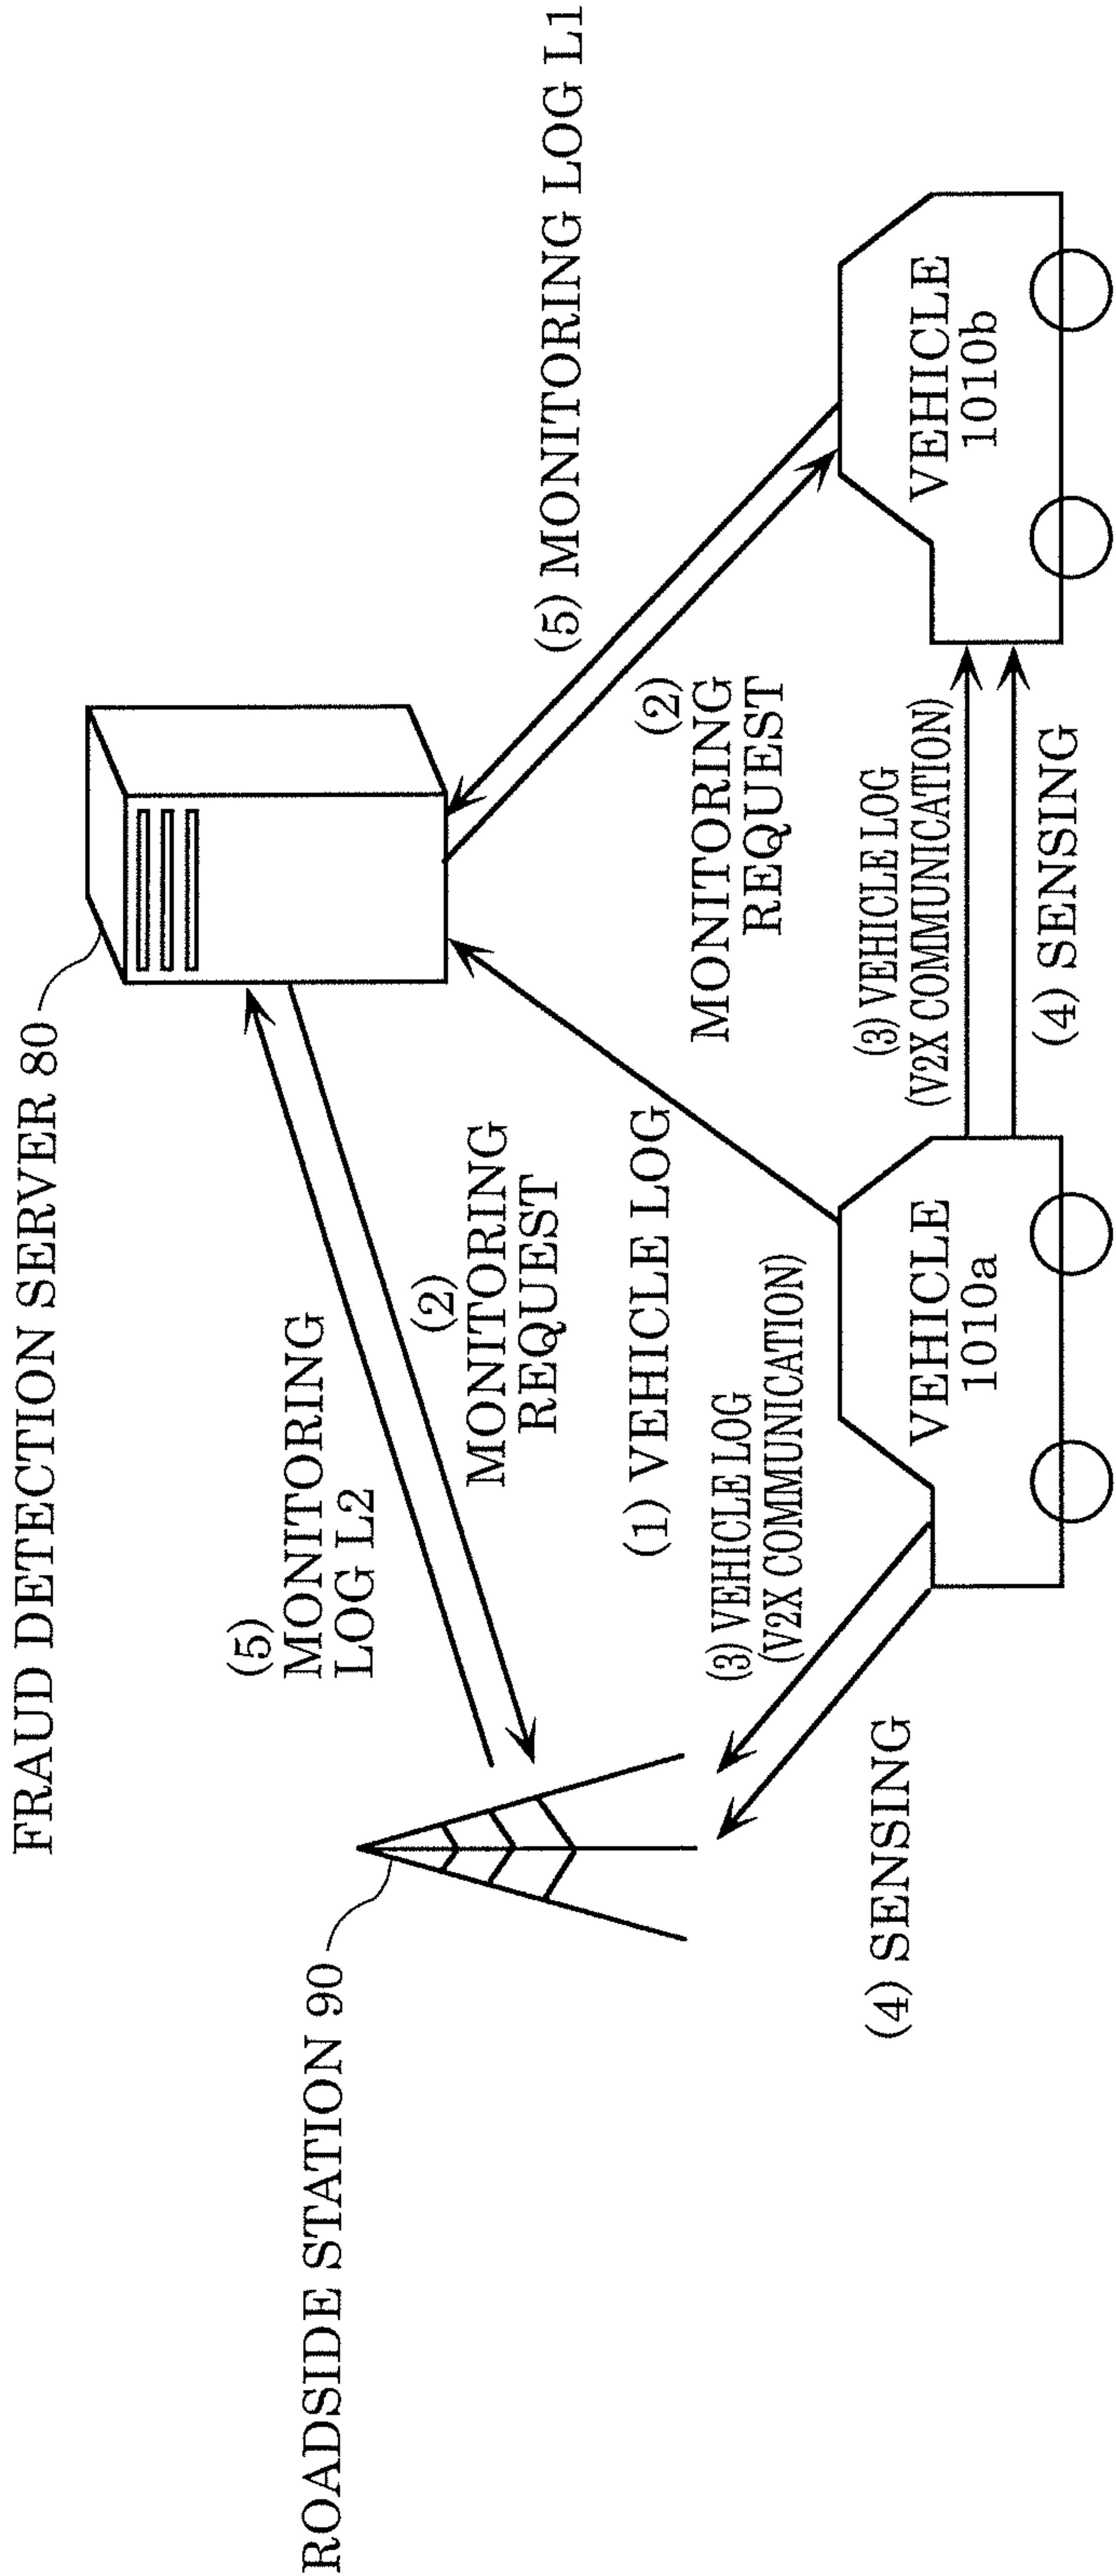 FRAUD DETECTION SERVER 80
ROADSIDE STATION 90
(5)
MONITORING
LOG L2
(2)
MONITORING
REQUEST
(5) MONITORING LOG L1
(2)
MONITORING
REQUEST
(1) VEHICLE LOG
(3) VEHICLE LOG
(V2X COMMUNICATION)
(4) SENSING
(3) VEHICLE LOG
(V2X COMMUNICATION)
(4) SENSING
VEHICLE
1010a
VEHICLE
1010b